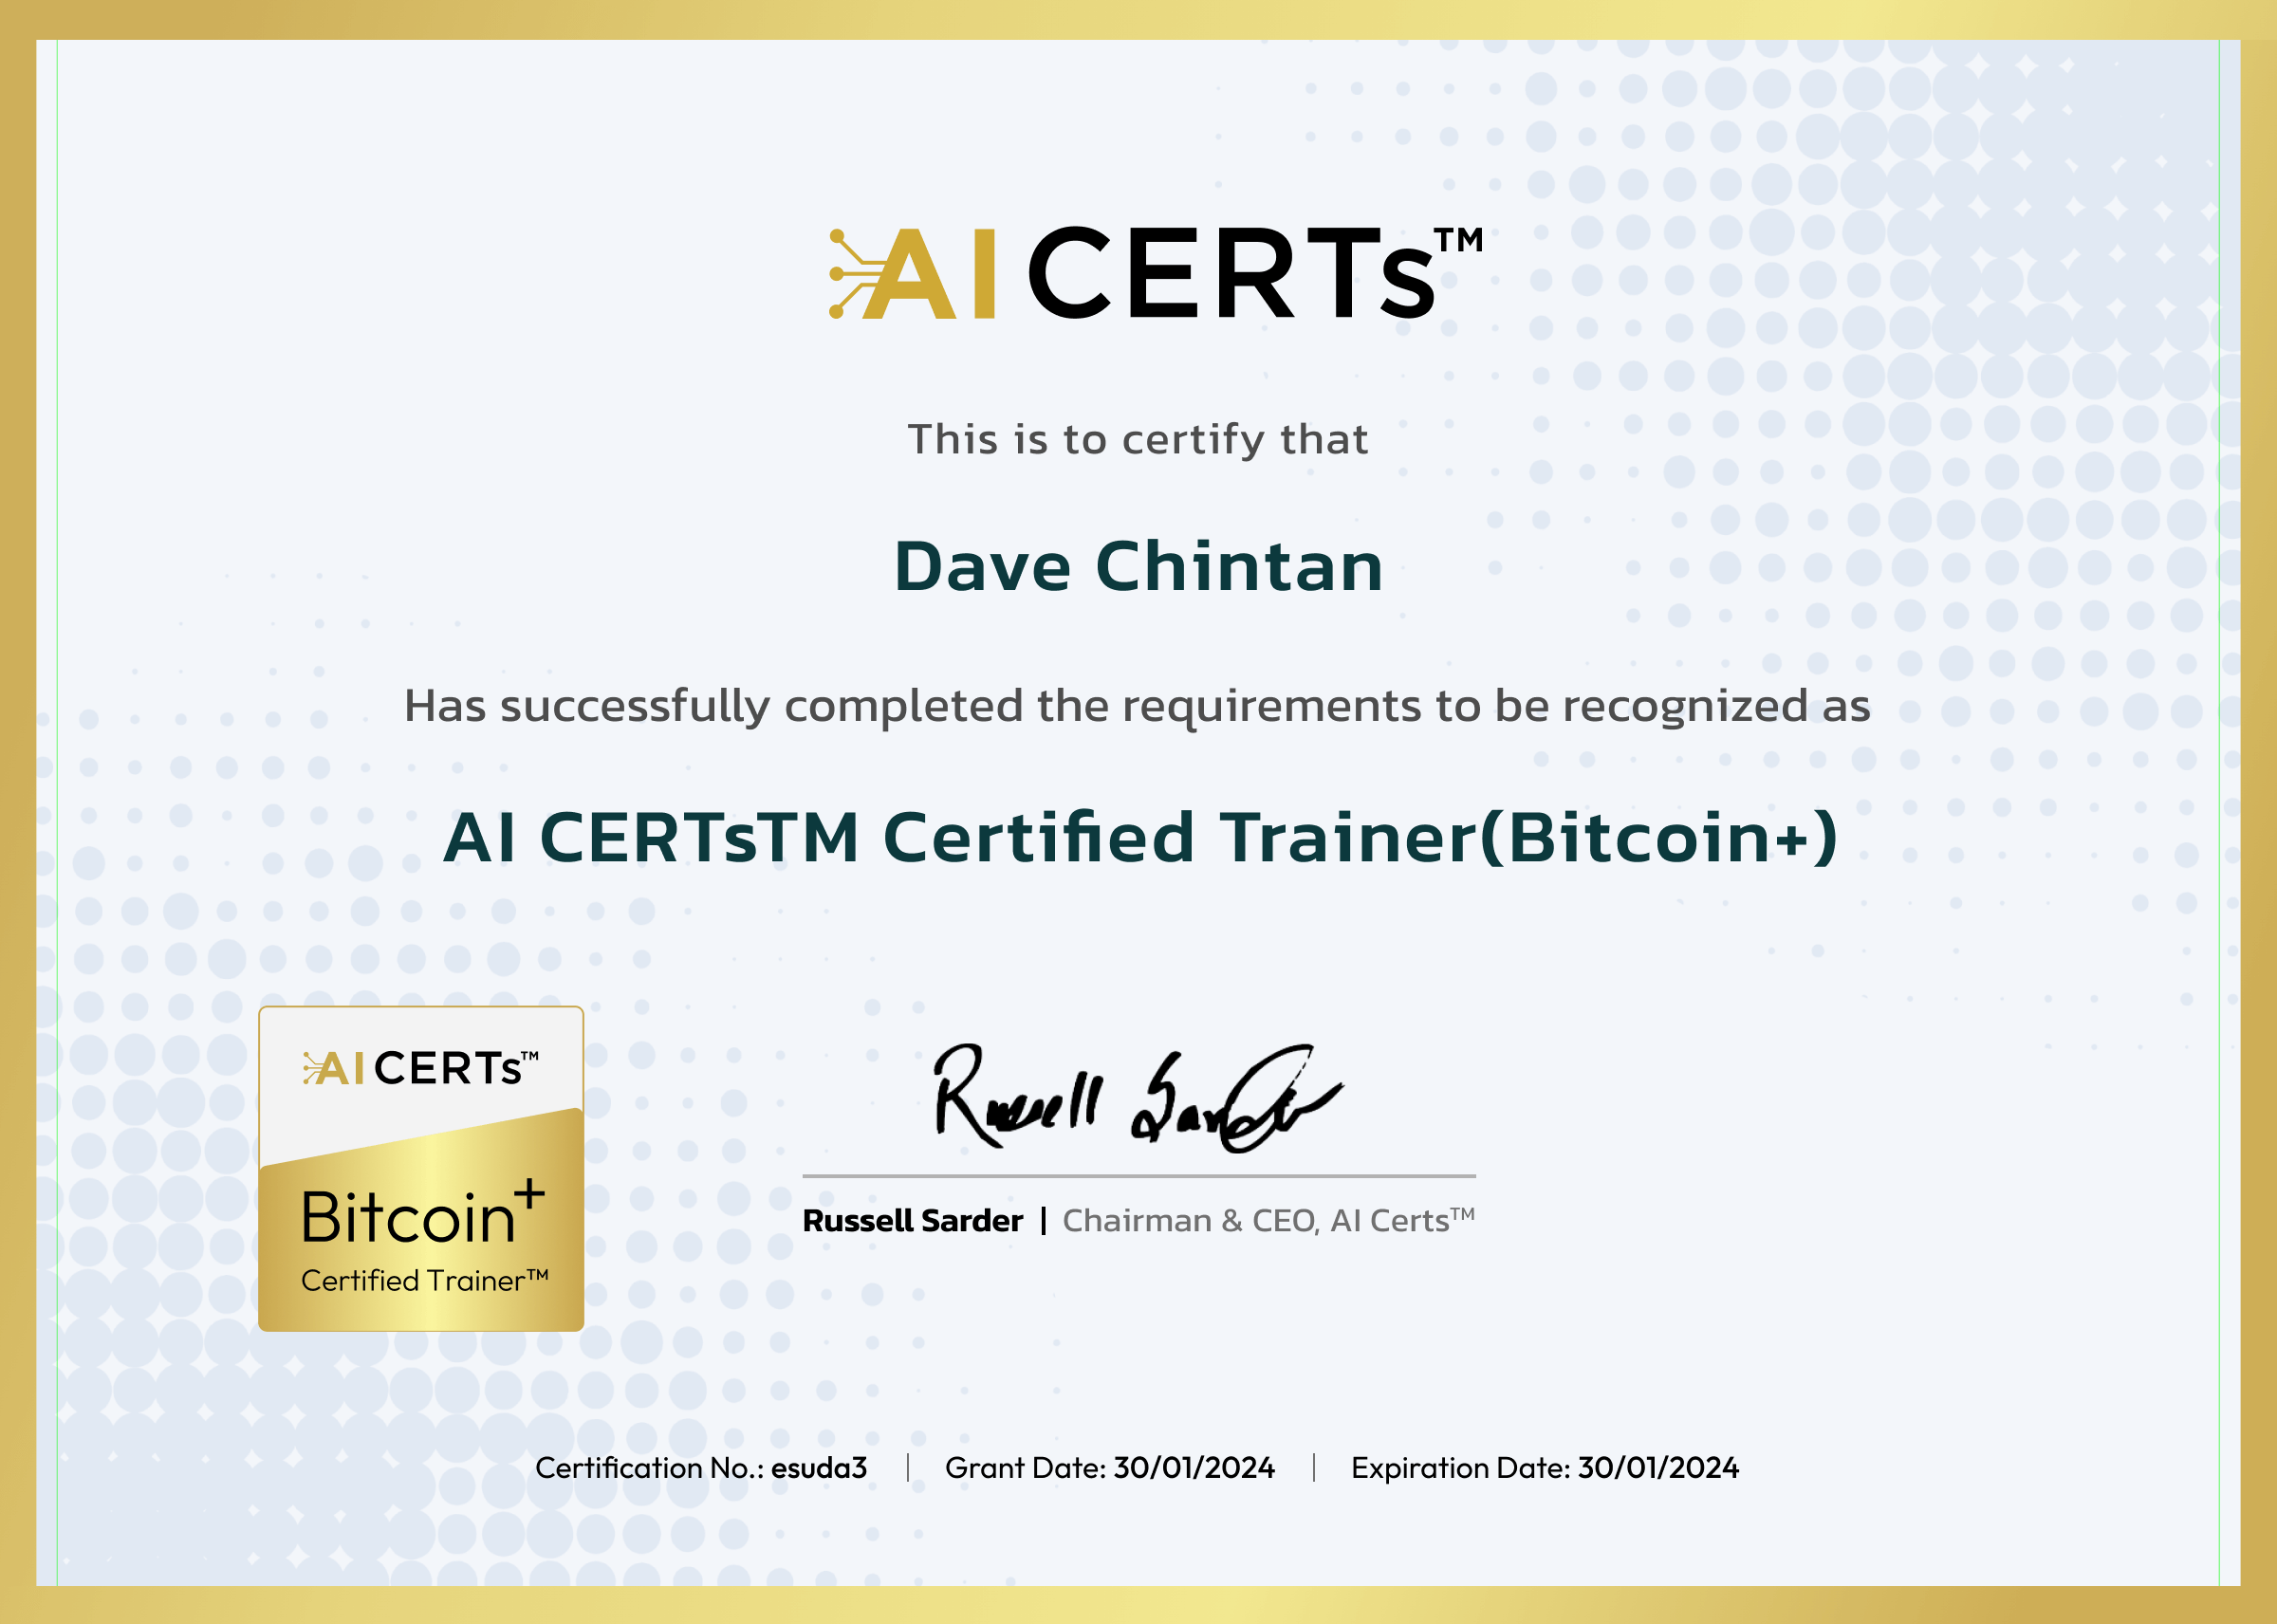 AI CERTs™
This is to certify that
Dave Chintan
Has successfully completed the requirements to be recognized as
AI CERTsTM Certified Trainer(Bitcoin+)
AI CERTs™
Bitcoin+
Certified Trainer™
Russell Sarder
Russell Sarder | Chairman & CEO, AI Certs™
Certification No.: esuda3 | Grant Date: 30/01/2024 | Expiration Date: 30/01/2024